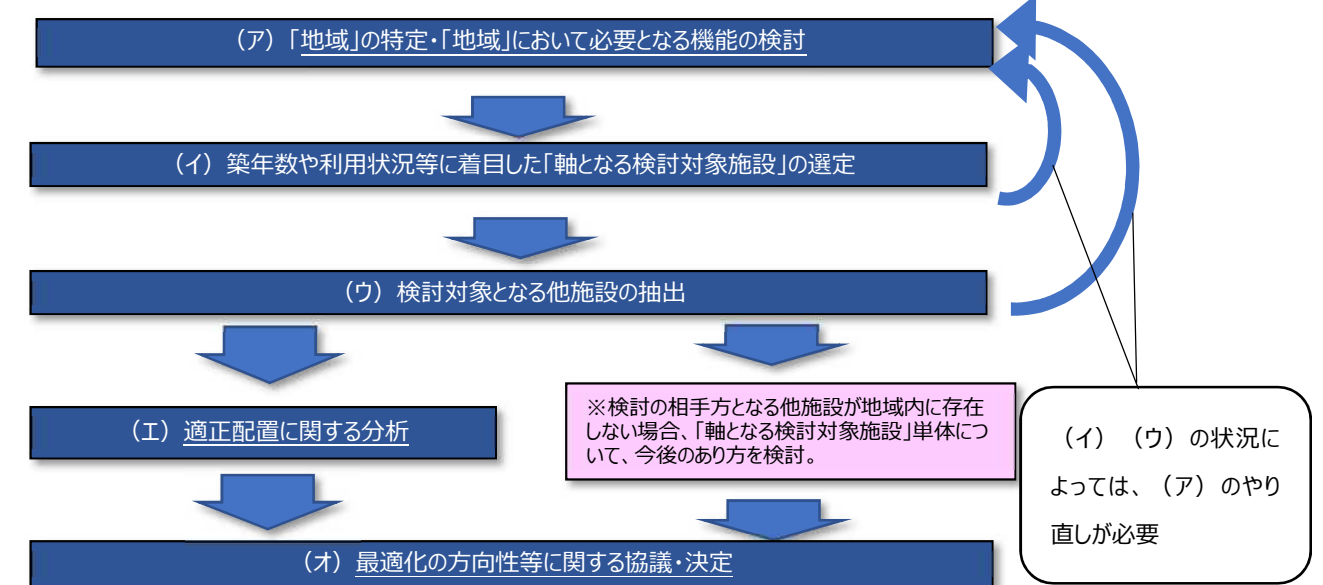 （ア）「地域」の特定・「地域」において必要となる機能の検討
（イ）築年数や利用状況等に着目した「軸となる検討対象施設」の選定
（ウ）検討対象となる他施設の抽出
（エ）適正配置に関する分析
※検討の相手方となる他施設が地域内に存在
しない場合、「軸となる検討対象施設」単体につ
いて、今後のあり方を検討。
（イ）（ウ）の状況に
よっては、（ア）のやり
直しが必要
（オ）最適化の方向性等に関する協議・決定